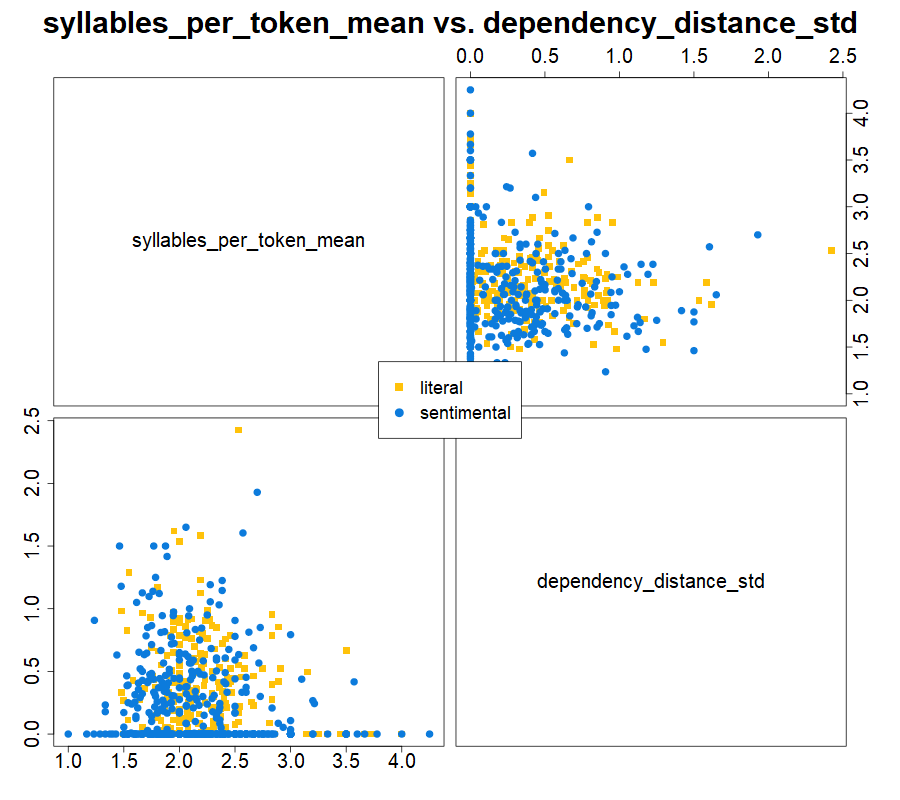 syllables_per_token_mean vs. dependency_distance_std
0.0 0.5 1.0 1.5 2.0 2.5
syllables_per_token_mean
4.0
3.5
3.0
2.5
2.0
1.5
1.0
literal
sentimental
2.5
2.0
1.5
1.0
0.5
0.0
dependency_distance_std
1.0 1.5 2.0 2.5 3.0 3.5 4.0